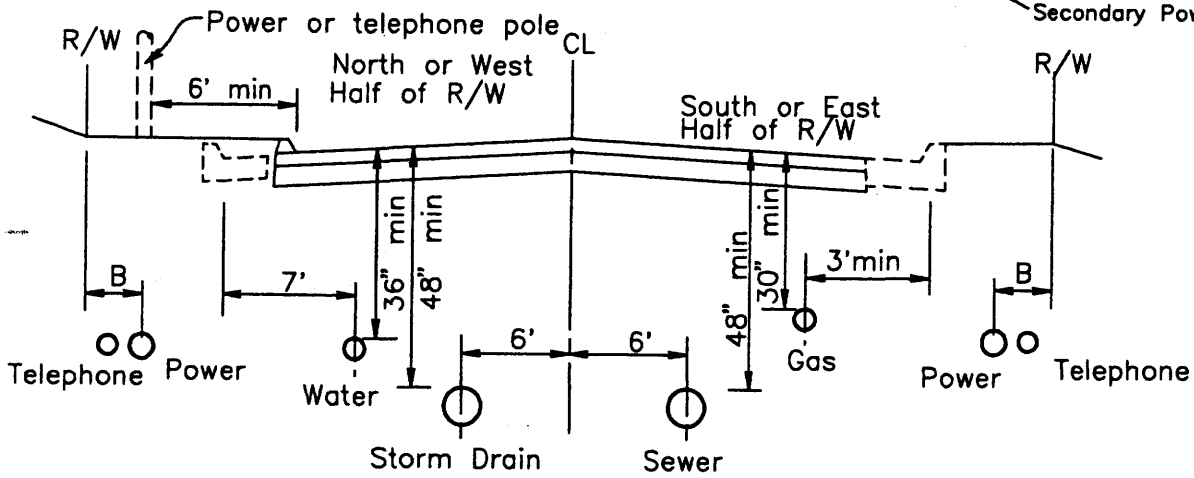 Secondary Pow
Power or telephone pole
R/W
CL
North or West
Half of R/W
R/W
6' min
South or East
Half of R/W
36" min
48" min
48" min
30" min
3'min
B
7'
B
6'
6'
Gas
Telephone
Power
Water
Power
Telephone
Storm Drain
Sewer